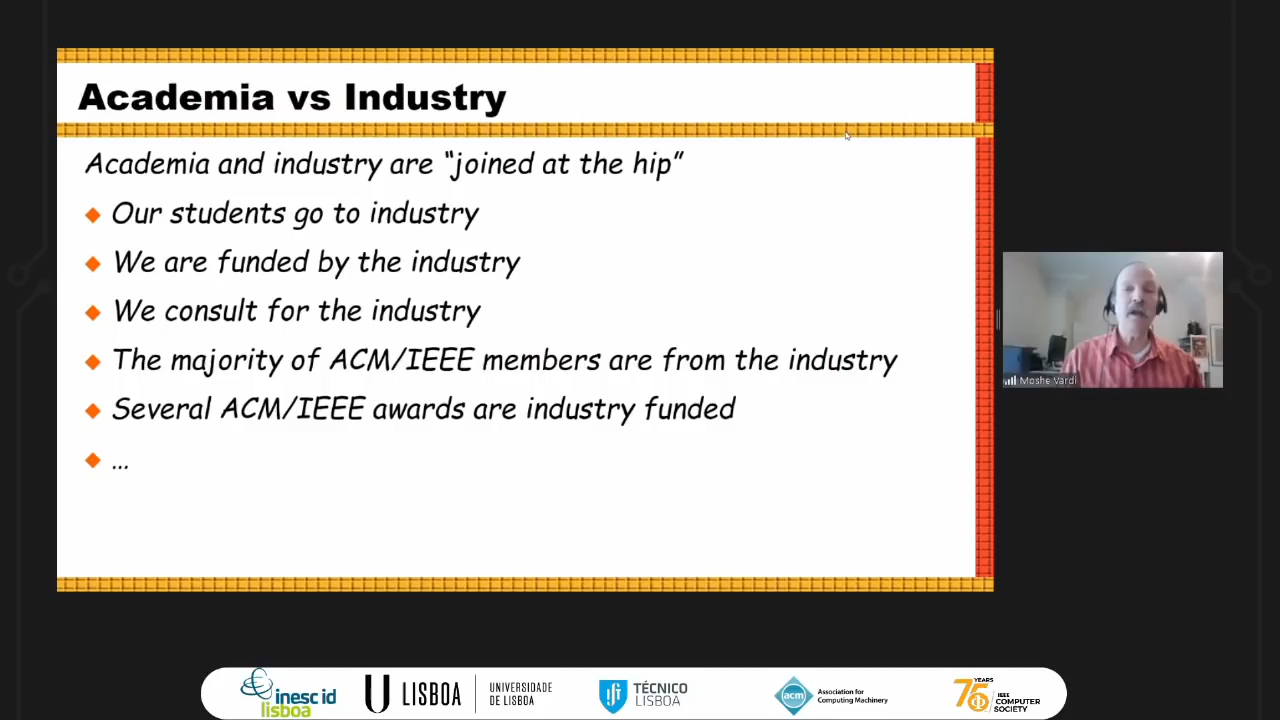 Academia vs Industry
Academia and industry are “joined at the hip”
Our students go to industry
We are funded by the industry
We consult for the industry
The majority of ACM/IEEE members are from the industry
Several ACM/IEEE awards are industry funded
...
Moshe Vardi
inesc id
lisboa
LISBOA
UNIVERSIDADE
DE LISBOA
TÉCNICO
LISBOA
acm
Association for
Computing Machinery
75
YEARS
IEEE
COMPUTER
SOCIETY